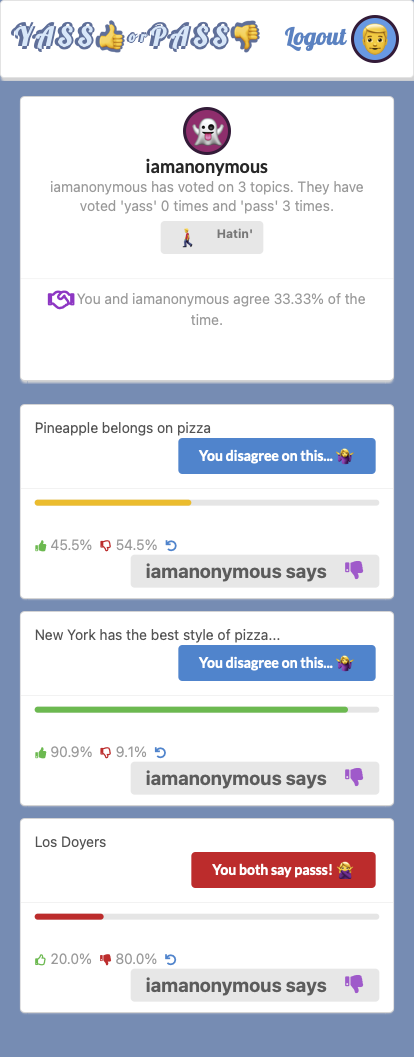 YASS👍orPASS👎 Logout
iamanonymous
iamanonymous has voted on 3 topics. They have
voted 'yass' 0 times and 'pass' 3 times.
Hatin'
You and iamanonymous agree 33.33% of the
time.
Pineapple belongs on pizza
You disagree on this... 🤷‍♀️
45.5% 54.5%
iamanonymous says
New York has the best style of pizza...
You disagree on this... 🤷‍♀️
90.9% 9.1%
iamanonymous says
Los Doyers
You both say passs! 🙅‍♀️
20.0% 80.0%
iamanonymous says